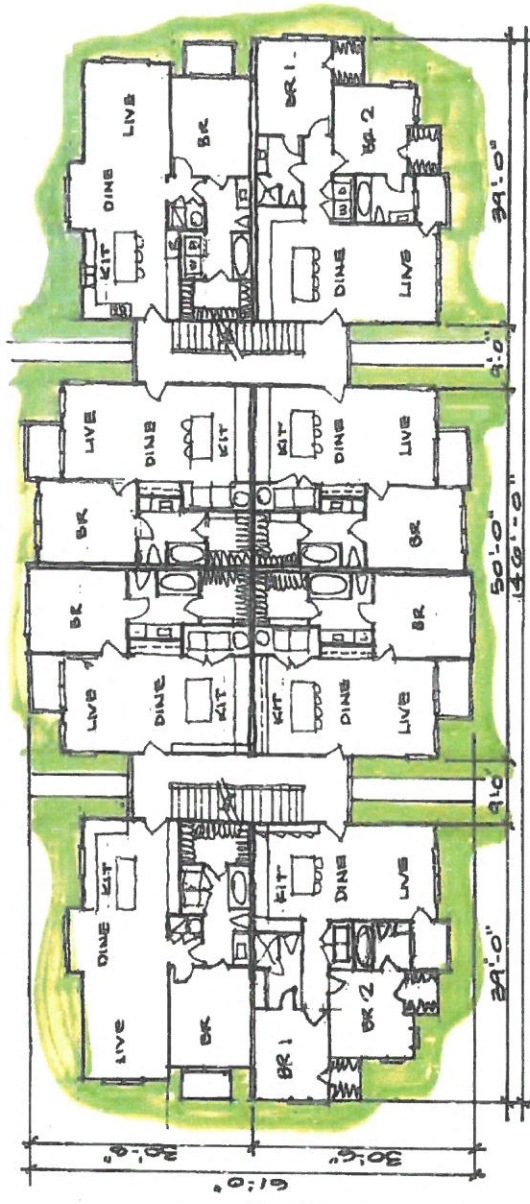 LIVE
DINE
KIT
BR
LIVE
DINE
KIT
BR
LIVE
DINE
KIT
BR
LIVE
DINE
KIT
BR
BR 1
BR 2
KIT
DINE
LIVE
KIT
DINE
LIVE
BR
KIT
DINE
LIVE
BR
DINE
LIVE
BR 1
BR 2
30'-6"
30'-6"
61'-0"
39'-0"
9'-0"
50'-0"
9'-0"
39'-0"
146'-0"